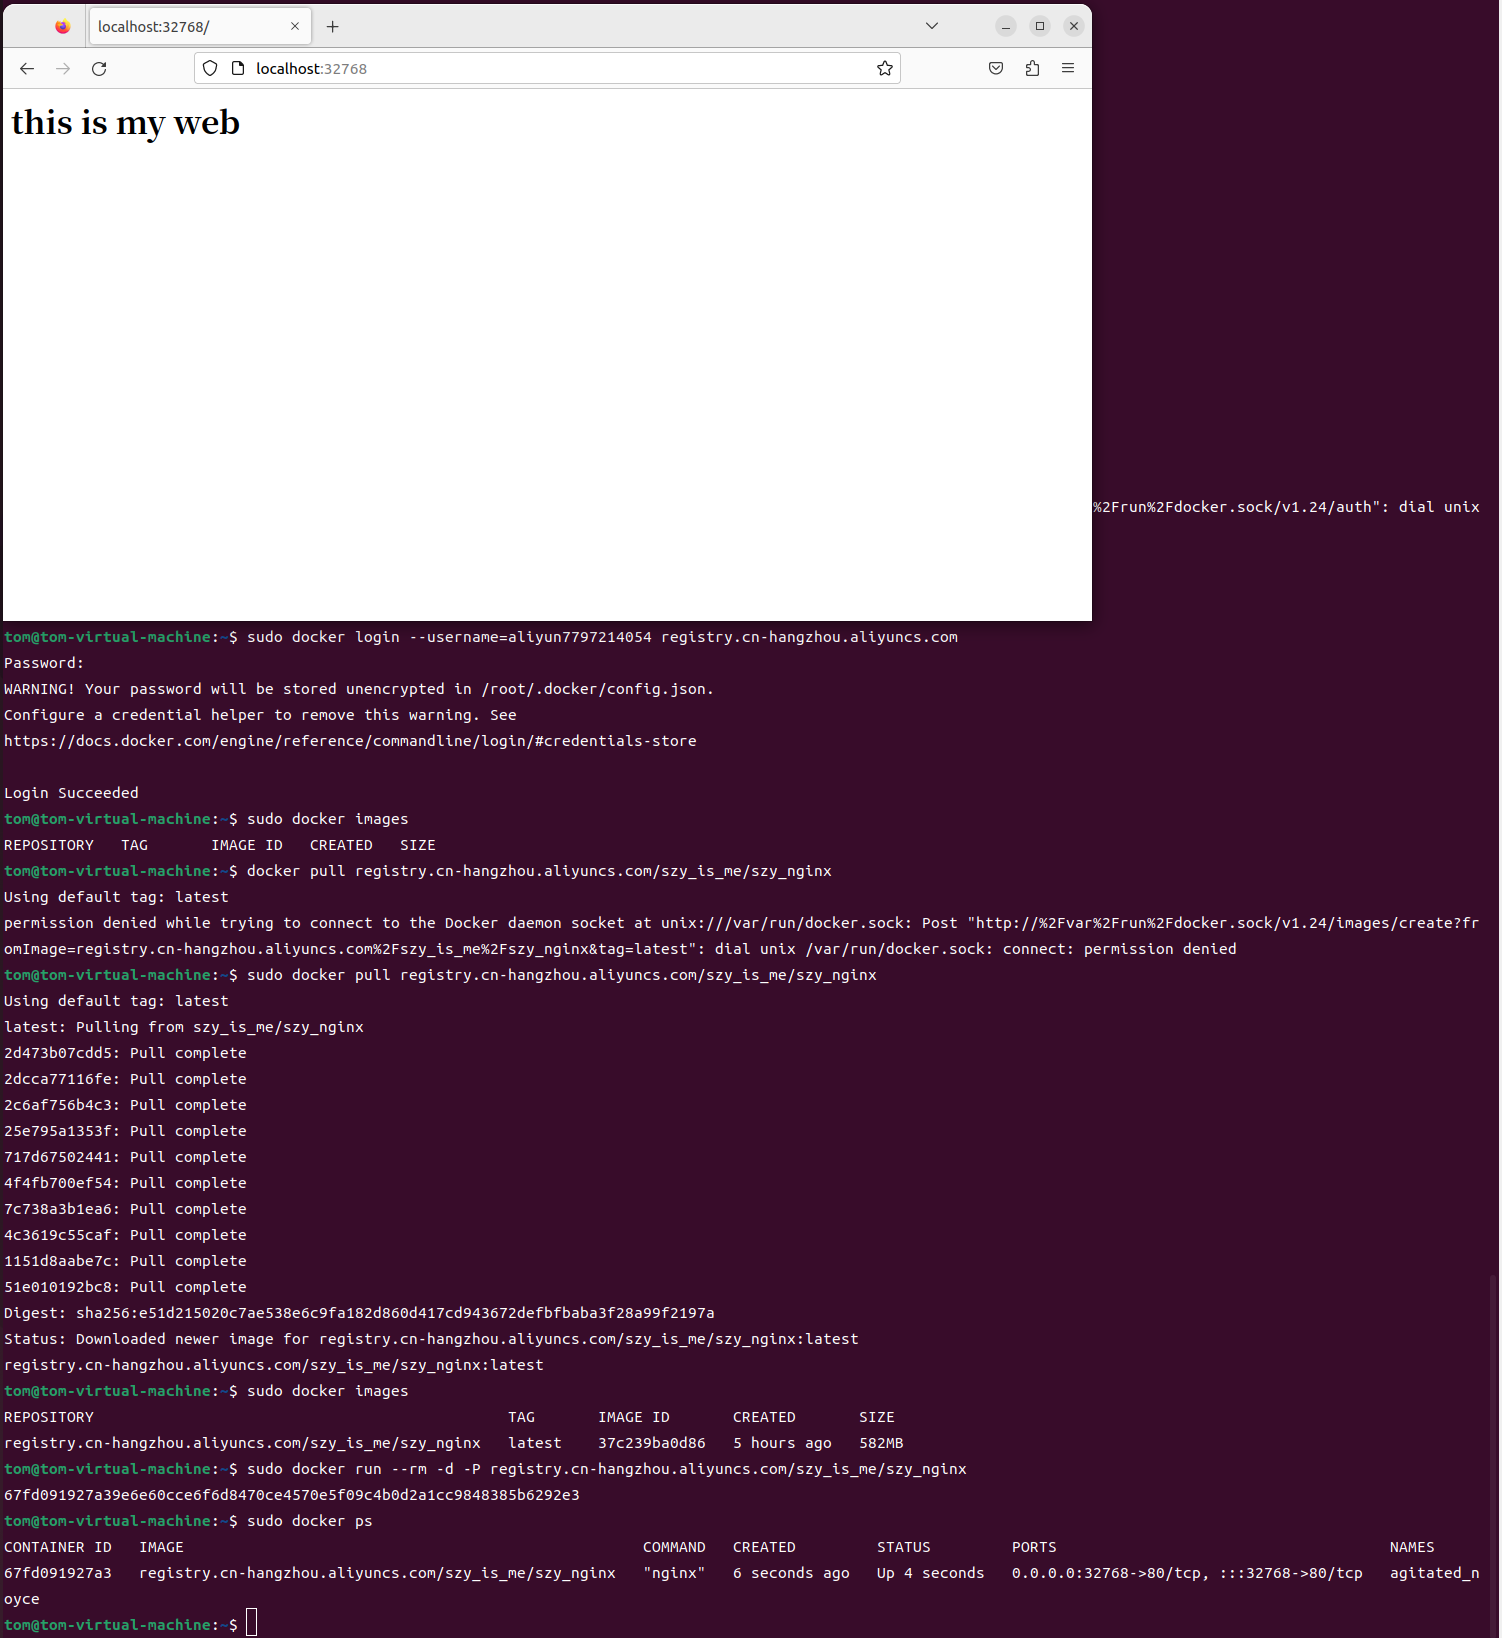 localhost:32768/
localhost:32768
this is my web
%2Frun%2Fdocker.sock/v1.24/auth": dial unix
tom@tom-virtual-machine:~$ sudo docker login --username=aliyun7797214054 registry.cn-hangzhou.aliyuncs.com
Password:
WARNING! Your password will be stored unencrypted in /root/.docker/config.json.
Configure a credential helper to remove this warning. See
https://docs.docker.com/engine/reference/commandline/login/#credentials-store
Login Succeeded
tom@tom-virtual-machine:~$ sudo docker images
REPOSITORY   TAG       IMAGE ID   CREATED   SIZE
tom@tom-virtual-machine:~$ docker pull registry.cn-hangzhou.aliyuncs.com/szy_is_me/szy_nginx
Using default tag: latest
permission denied while trying to connect to the Docker daemon socket at unix:///var/run/docker.sock: Post "http://%2Fvar%2Frun%2Fdocker.sock/v1.24/images/create?fr
omImage=registry.cn-hangzhou.aliyuncs.com%2Fszy_is_me%2Fszy_nginx&tag=latest": dial unix /var/run/docker.sock: connect: permission denied
tom@tom-virtual-machine:~$ sudo docker pull registry.cn-hangzhou.aliyuncs.com/szy_is_me/szy_nginx
Using default tag: latest
latest: Pulling from szy_is_me/szy_nginx
2d473b07cdd5: Pull complete
2dcca77116fe: Pull complete
2c6af756b4c3: Pull complete
25e795a1353f: Pull complete
717d67502441: Pull complete
4f4fb700ef54: Pull complete
7c738a3b1ea6: Pull complete
4c3619c55caf: Pull complete
1151d8aabe7c: Pull complete
51e010192bc8: Pull complete
Digest: sha256:e51d215020c7ae538e6c9fa182d860d417cd943672defbfbaba3f28a99f2197a
Status: Downloaded newer image for registry.cn-hangzhou.aliyuncs.com/szy_is_me/szy_nginx:latest
registry.cn-hangzhou.aliyuncs.com/szy_is_me/szy_nginx:latest
tom@tom-virtual-machine:~$ sudo docker images
REPOSITORY                                              TAG       IMAGE ID       CREATED       SIZE
registry.cn-hangzhou.aliyuncs.com/szy_is_me/szy_nginx   latest    37c239ba0d86   5 hours ago   582MB
tom@tom-virtual-machine:~$ sudo docker run --rm -d -P registry.cn-hangzhou.aliyuncs.com/szy_is_me/szy_nginx
67fd091927a39e6e60cce6f6d8470ce4570e5f09c4b0d2a1cc9848385b6292e3
tom@tom-virtual-machine:~$ sudo docker ps
CONTAINER ID   IMAGE                                                   COMMAND   CREATED         STATUS         PORTS                                     NAMES
67fd091927a3   registry.cn-hangzhou.aliyuncs.com/szy_is_me/szy_nginx   "nginx"   6 seconds ago   Up 4 seconds   0.0.0.0:32768->80/tcp, :::32768->80/tcp   agitated_n
oyce
tom@tom-virtual-machine:~$